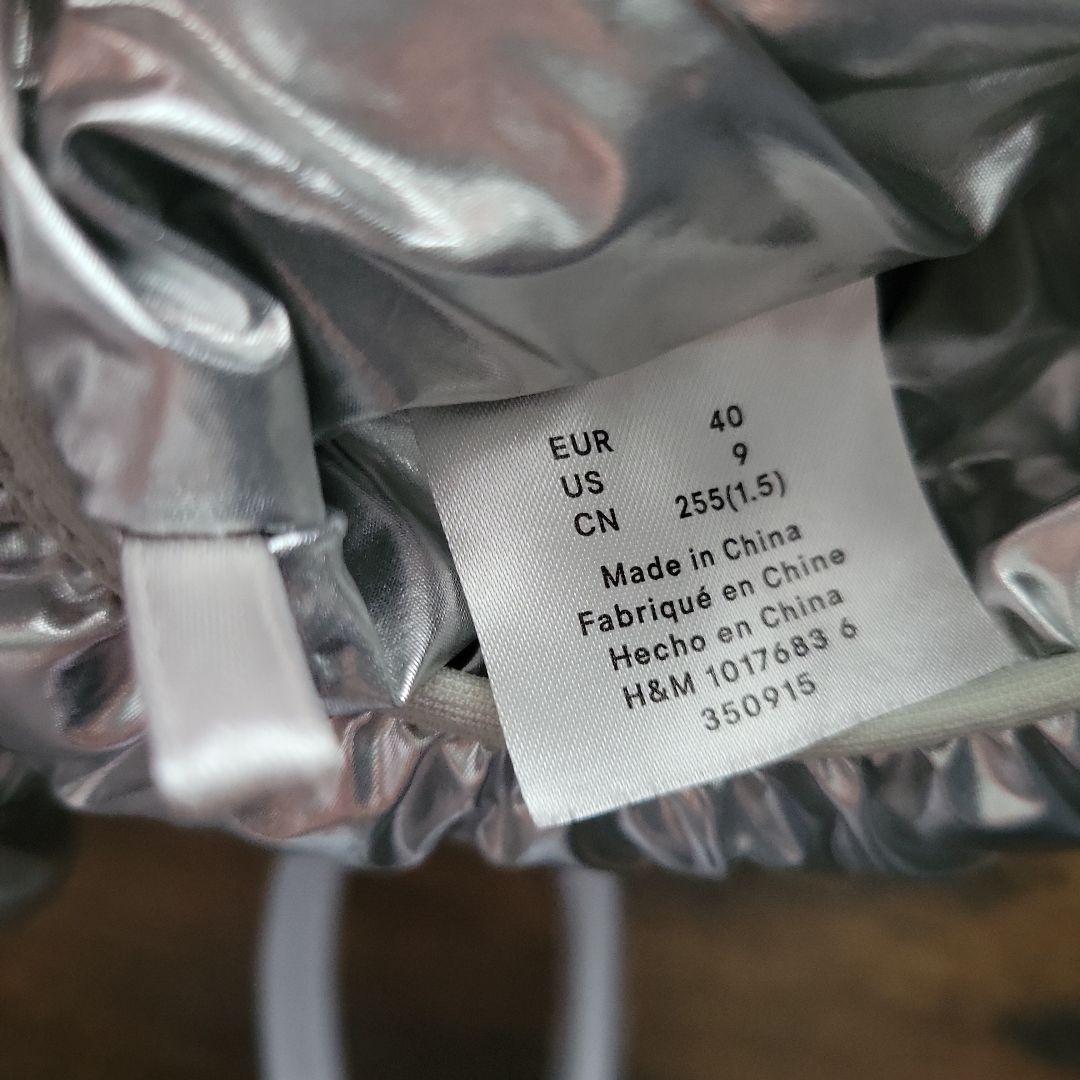 EUR 40
US 9
CN 255(1.5)
Made in China
Fabriqué en Chine
Hecho en China
H&M 1017683 6
350915